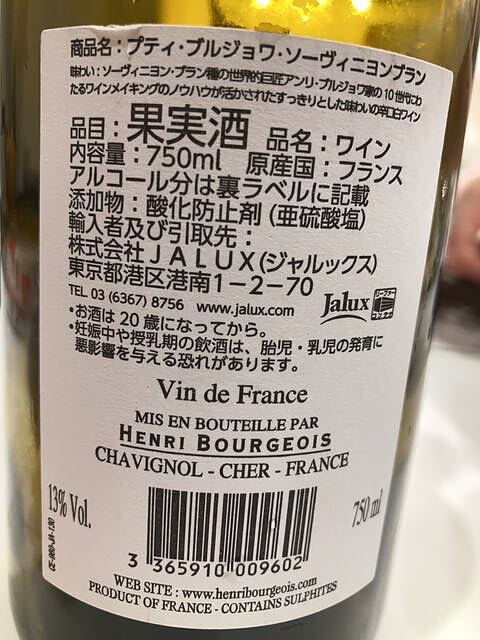 商品名：プティ・ブルジョワ・ソーヴィニヨンブラン
味わい：ソーヴィニヨン・ブラン種の世界的巨匠アンリ・ブルジョワ家の10世代にわ
たるワインメイキングのノウハウが活かされたすっきりとした味わいの辛口白ワイン
品目：果実酒 品名：ワイン
内容量：750ml 原産国：フランス
アルコール分は裏ラベルに記載
添加物：酸化防止剤（亜硫酸塩）
輸入者及び引取先：
株式会社JALUX(ジャルックス)
東京都港区港南1－2－70
TEL 03 (6367) 8756 www.jalux.com Jalux
・お酒は20歳になってから。
・妊娠中や授乳期の飲酒は、胎児・乳児の発育に
悪影響を与える恐れがあります。
Vin de France
MIS EN BOUTEILLE PAR
HENRI BOURGEOIS
CHAVIGNOL - CHER - FRANCE
13% Vol.
750 ml
3 365910 009602
WEB SITE : www.henribourgeois.com
PRODUCT OF FRANCE - CONTAINS SULPHITES